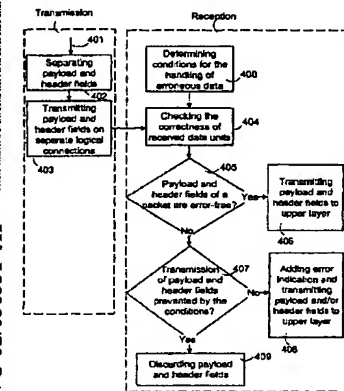 Transmission
Reception
401
Separating
payload and
header fields
402
Transmitting
payload and
header fields on
separate logical
connections
403
Determining
conditions for the
handling of
erroneous data
400
Checking the
correctness of
received data units
404
405
Payload and
header fields of a
packet are error-free?
Yes
Transmitting
payload and
header fields to
upper layer
406
No
Transmission
of payload and
header fields
prevented by the
conditions?
407
No
Adding error
indication and
transmitting
payload and/or
header fields to
upper layer
408
Yes
Discarding payload
and header fields
409